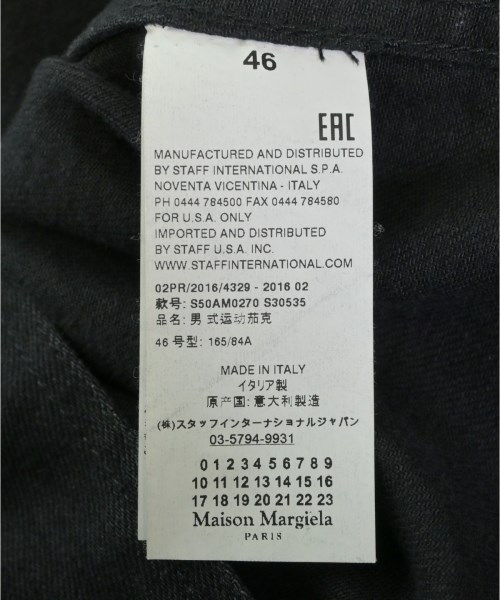 46
EAC
MANUFACTURED AND DISTRIBUTED
BY STAFF INTERNATIONAL S.P.A.
NOVENTA VICENTINA - ITALY
PH 0444 784500 FAX 0444 784580
FOR U.S.A. ONLY
IMPORTED AND DISTRIBUTED
BY STAFF U.S.A. INC.
WWW.STAFFINTERNATIONAL.COM
02PR/2016/4329 - 2016 02
款号: S50AM0270 S30535
品名: 男 式运动茄克
46 号型: 165/84A
MADE IN ITALY
イタリア製
原产国: 意大利製造
(株)スタッフインターナショナルジャパン
03-5794-9931
0 1 2 3 4 5 6 7 8 9
10 11 12 13 14 15 16
17 18 19 20 21 22 23
Maison Margiela
PARIS